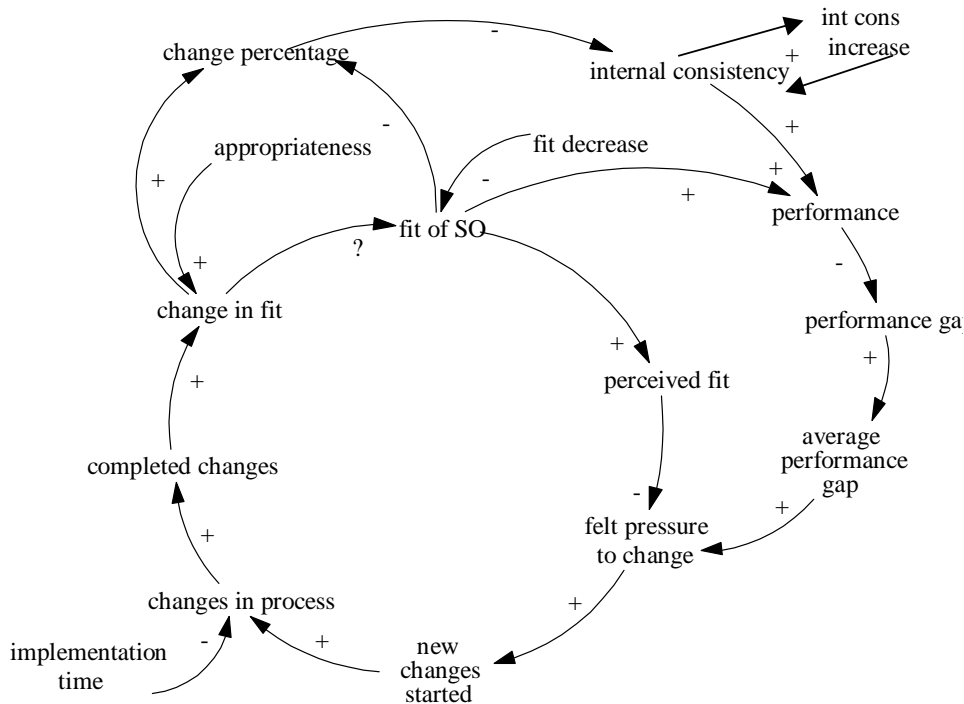 int cons
increase
-
change percentage
+
internal consistency
-
+
appropriateness
fit decrease
+
-
+
+
performance
fit of SO
?
-
+
change in fit
performance ga
+
+
perceived fit
+
average
performance
gap
completed changes
-
+
felt pressure
to change
+
+
changes in process
-
+
new
changes
started
implementation
time